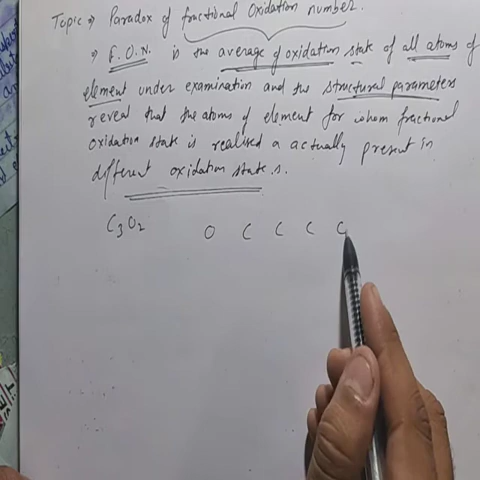 Topic ⇒ Paradox of fractional Oxidation number.
⇒ F.O.N. is the average of oxidation state of all atoms of
element under examination and the structural parameters
reveal that the atoms of element for whom fractional
Oxidation state is realised a actually present in
different oxidation state.s.
C₃O₂ O C C C C